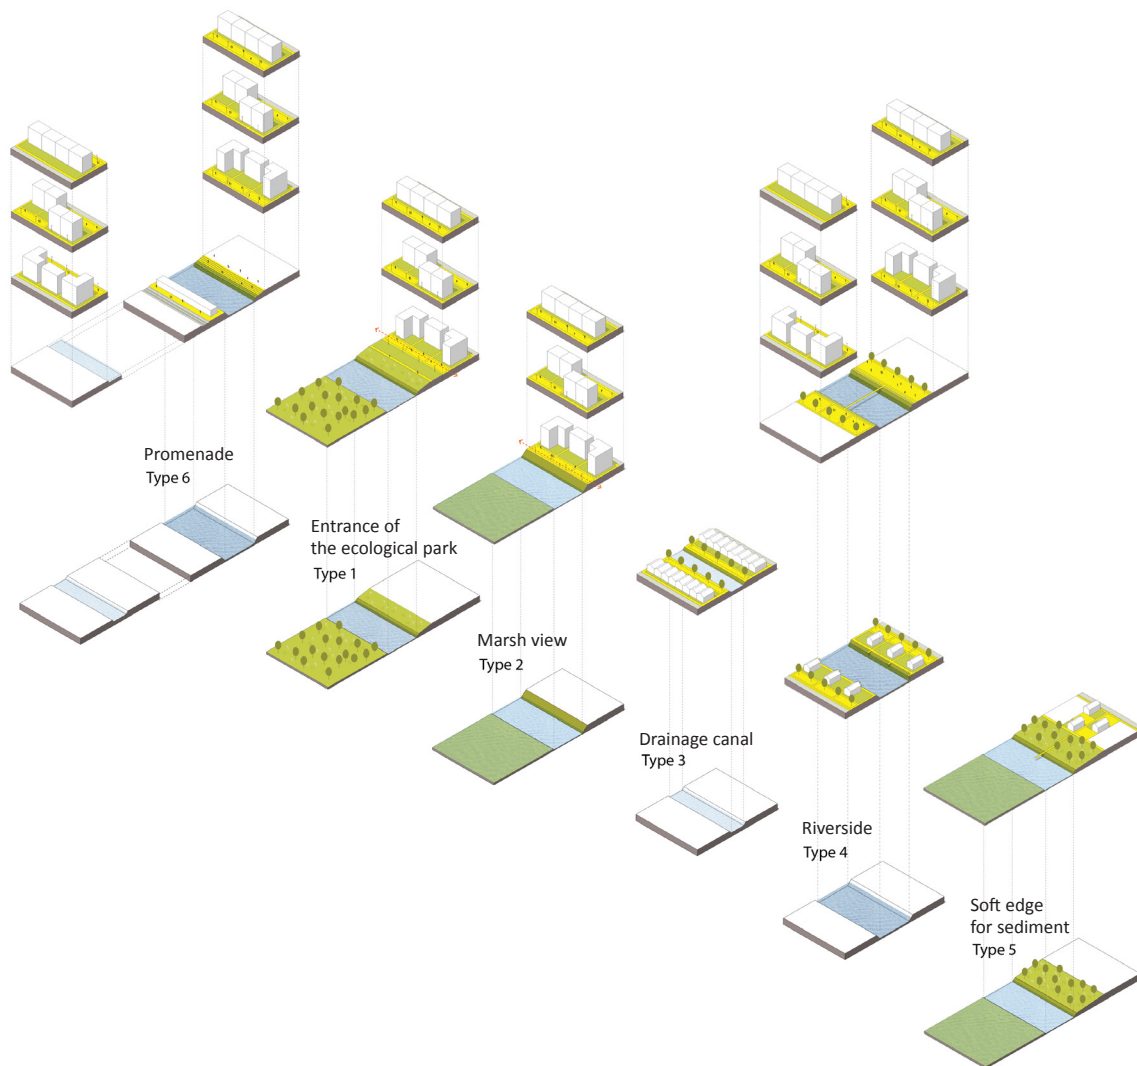 Promenade
Type 6
Entrance of
the ecological park
Type 1
Marsh view
Type 2
Drainage canal
Type 3
Riverside
Type 4
Soft edge
for sediment
Type 5